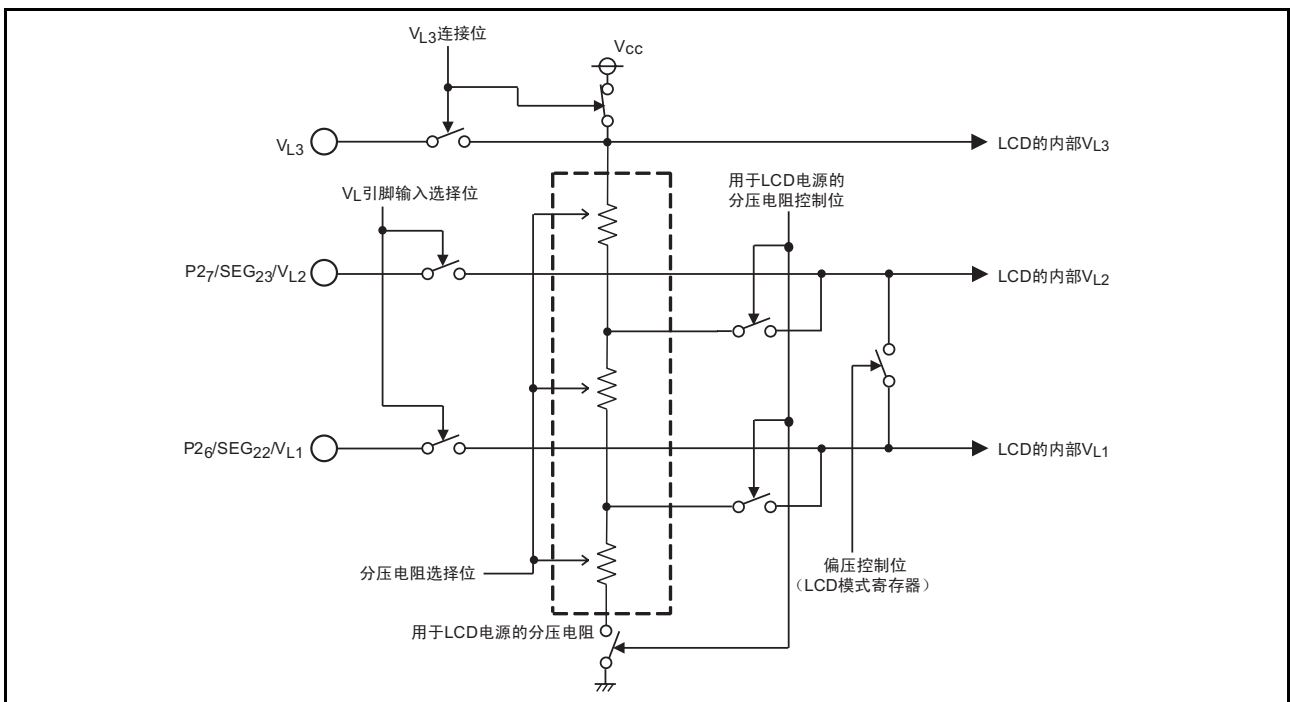 VL3连接位
VCC
VL3
LCD的内部VL3
VL引脚输入选择位
用于LCD电源的
分压电阻控制位
P27/SEG23/VL2
LCD的内部VL2
P26/SEG22/VL1
LCD的内部VL1
分压电阻选择位
偏压控制位
（LCD模式寄存器）
用于LCD电源的分压电阻